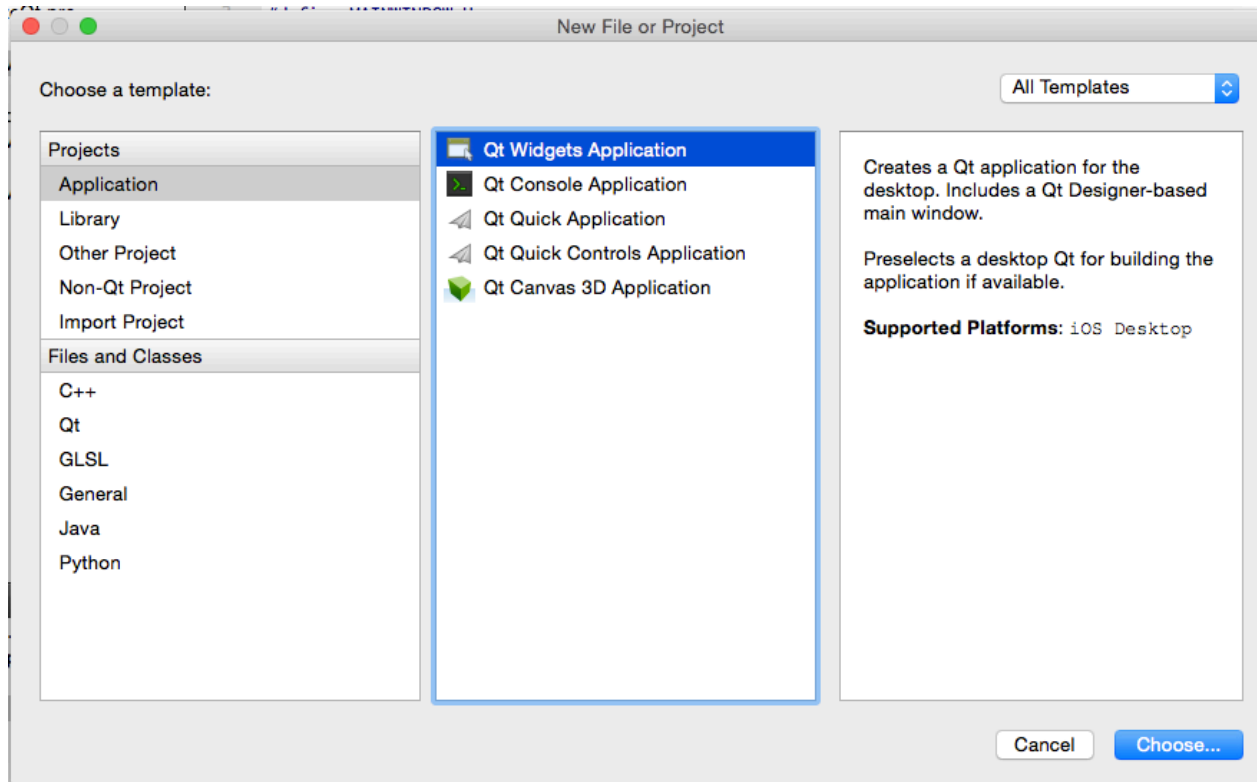 New File or Project
Choose a template:
All Templates
Projects
Application
Library
Other Project
Non-Qt Project
Import Project
Files and Classes
C++
Qt
GLSL
General
Java
Python
Qt Widgets Application
Qt Console Application
Qt Quick Application
Qt Quick Controls Application
Qt Canvas 3D Application
Creates a Qt application for the
desktop. Includes a Qt Designer-based
main window.
Preselects a desktop Qt for building the
application if available.
Supported Platforms: iOS Desktop
Cancel
Choose...